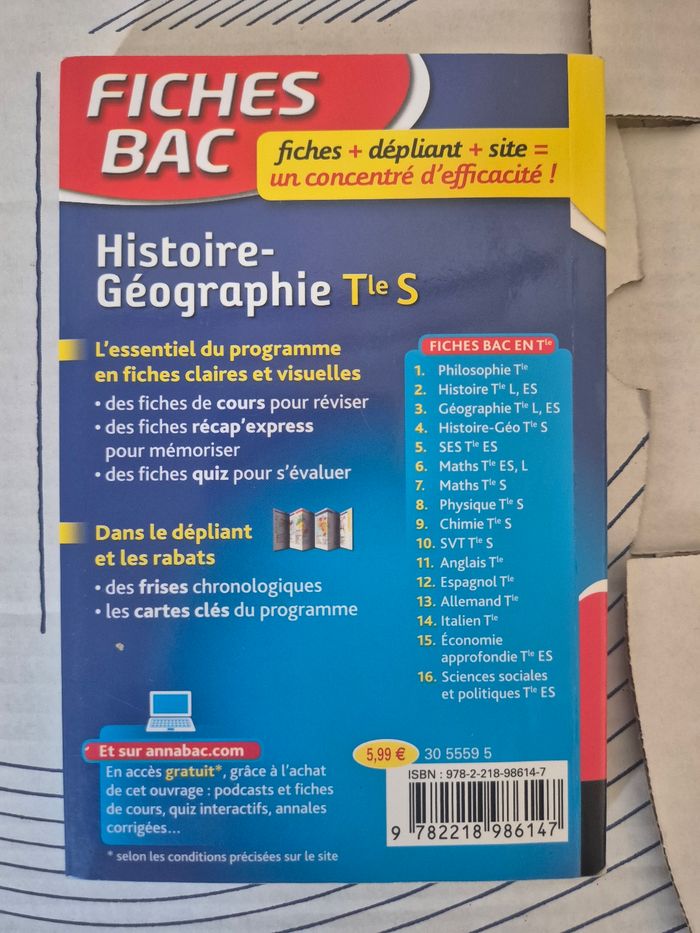 FICHES
BAC
fiches + dépliant + site =
un concentré d'efficacité !
Histoire-
Géographie Tle S
L'essentiel du programme
en fiches claires et visuelles
• des fiches de cours pour réviser
• des fiches récap'express
pour mémoriser
• des fiches quiz pour s'évaluer
Dans le dépliant
et les rabats
• des frises chronologiques
• les cartes clés du programme
FICHES BAC EN Tle
1. Philosophie Tle
2. Histoire Tle L, ES
3. Géographie Tle L, ES
4. Histoire-Géo Tle S
5. SES Tle ES
6. Maths Tle ES, L
7. Maths Tle S
8. Physique Tle S
9. Chimie Tle S
10. SVT Tle S
11. Anglais Tle
12. Espagnol Tle
13. Allemand Tle
14. Italien Tle
15. Économie
approfondie Tle ES
16. Sciences sociales
et politiques Tle ES
Et sur annabac.com
En accès gratuit*, grâce à l'achat
de cet ouvrage : podcasts et fiches
de cours, quiz interactifs, annales
corrigées...
* selon les conditions précisées sur le site
5,99 € 30 5559 5
ISBN : 978-2-218-98614-7
9 782218 986147